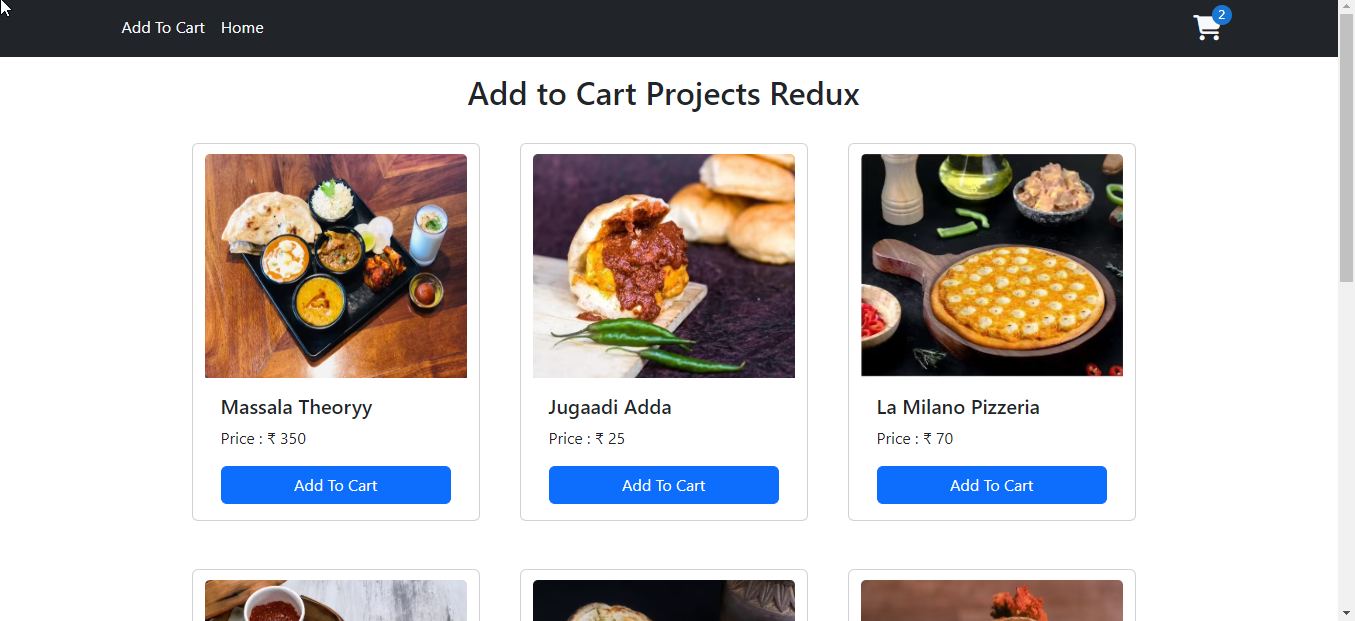 Add To Cart Home
2
Add to Cart Projects Redux
Massala Theoryy
Price : ₹ 350
Add To Cart
Jugaadi Adda
Price : ₹ 25
Add To Cart
La Milano Pizzeria
Price : ₹ 70
Add To Cart